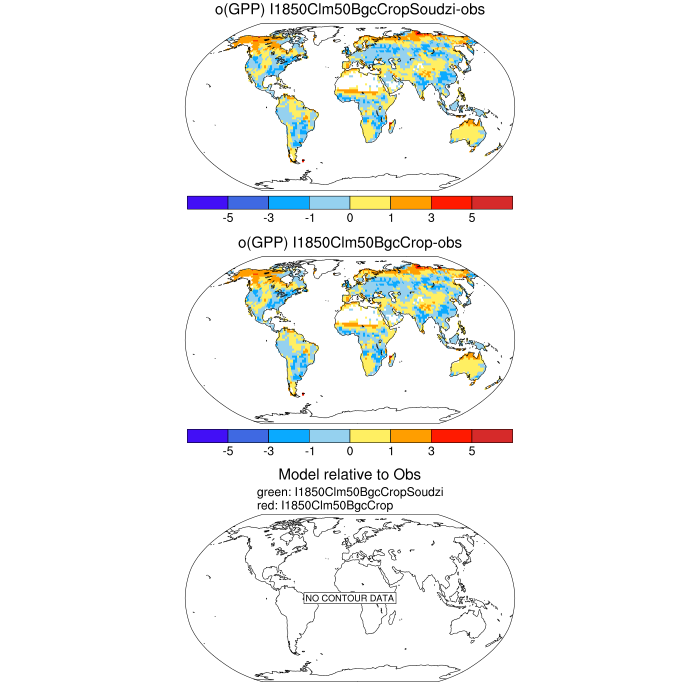 o(GPP) I1850Clm50BgcCropSoudzi-obs
-5 -3 -1 0 1 3 5
o(GPP) I1850Clm50BgcCrop-obs
-5 -3 -1 0 1 3 5
Model relative to Obs
green: I1850Clm50BgcCropSoudzi
red: I1850Clm50BgcCrop
NO CONTOUR DATA